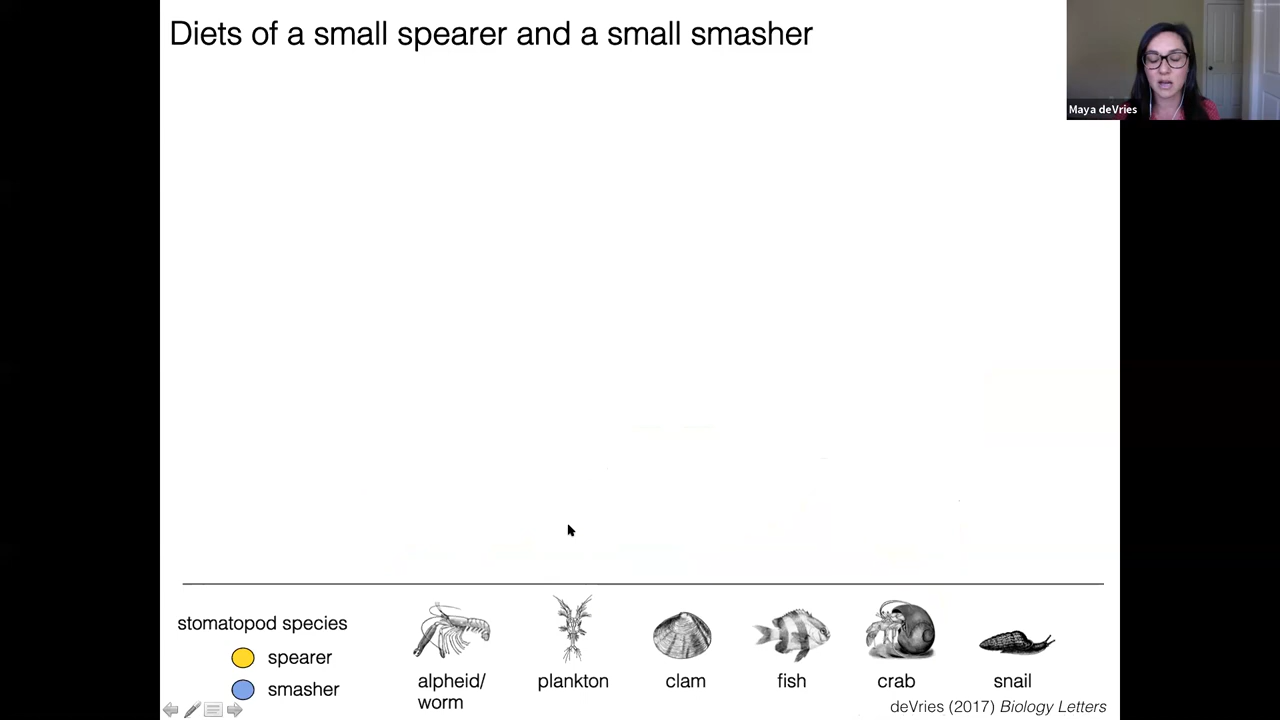 Diets of a small spearer and a small smasher
Maya deVries
stomatopod species
spearer
smasher
alpheid/
worm
plankton
clam
fish
crab
snail
deVries (2017) Biology Letters